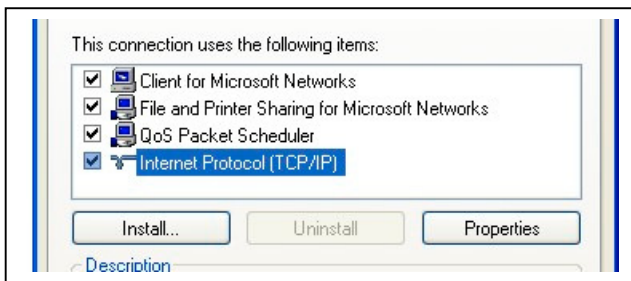 This connection uses the following items:
Client for Microsoft Networks
File and Printer Sharing for Microsoft Networks
QoS Packet Scheduler
Internet Protocol (TCP/IP)
Install... Uninstall Properties
Description